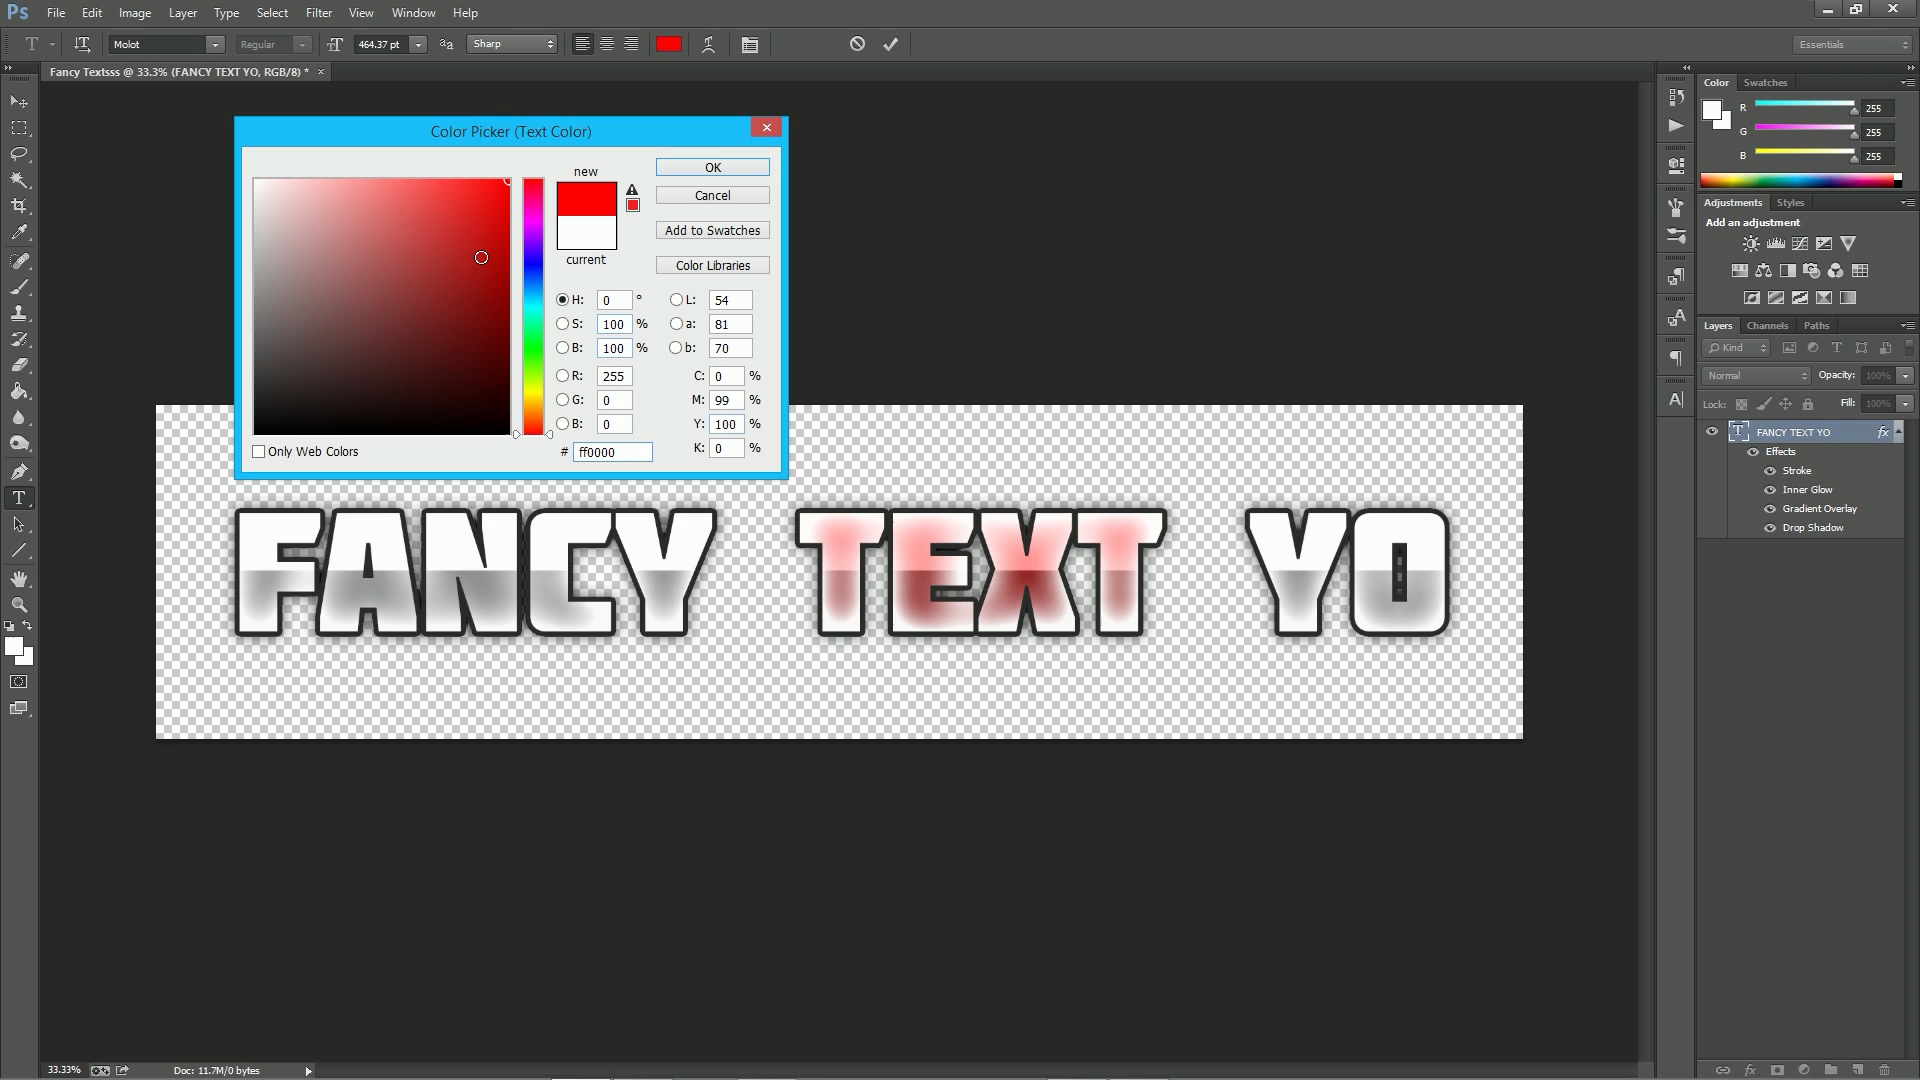 Ps File Edit Image Layer Type Select Filter View Window Help
T Molot Regular 464.37 pt Sharp Essentials
Fancy Textsss @ 33.3% (FANCY TEXT YO, RGB/8) * ×
Color Picker (Text Color)
new
OK
Cancel
Add to Swatches
current
Color Libraries
H: 0 ° L: 54
S: 100 % a: 81
B: 100 % b: 70
R: 255 C: 0 %
G: 0 M: 99 %
B: 0 Y: 100 %
Only Web Colors # ff0000 K: 0 %
FANCY TEXT YO
Color Swatches
R 255
G 255
B 255
Adjustments Styles
Add an adjustment
Layers Channels Paths
Kind
Normal Opacity: 100%
Lock: Fill: 100%
T FANCY TEXT YO fx
Effects
Stroke
Inner Glow
Gradient Overlay
Drop Shadow
33.33% Doc: 11.7M/0 bytes